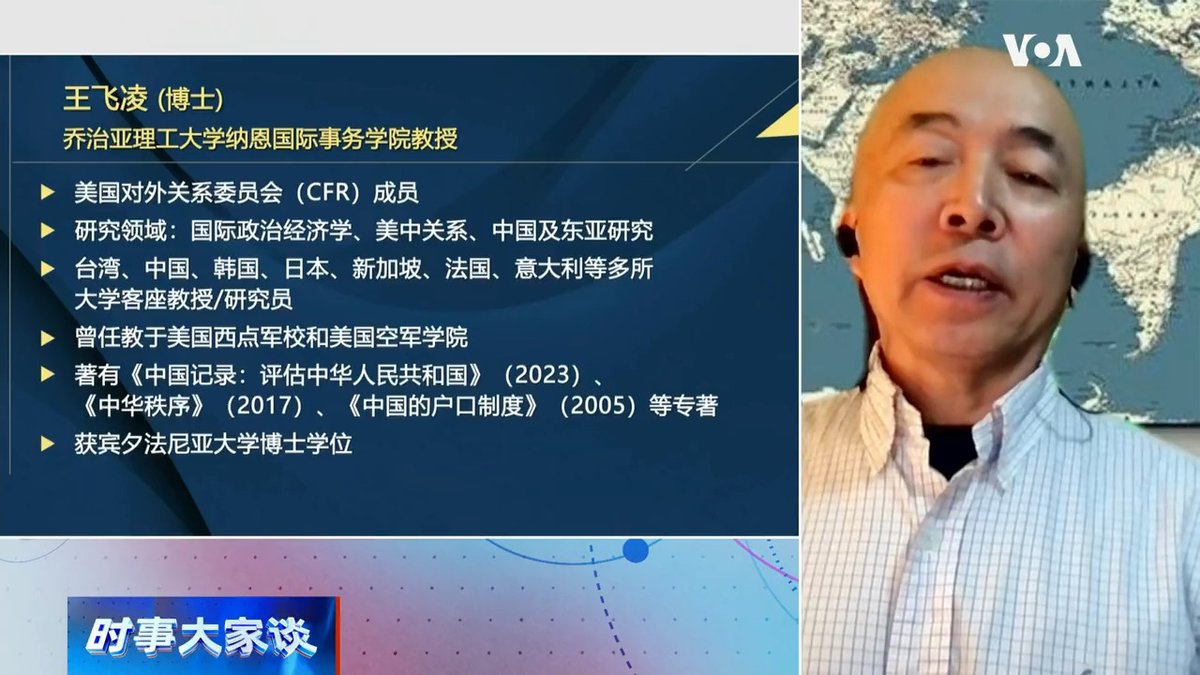 王飞凌 (博士)
乔治亚理工大学纳恩国际事务学院教授
美国对外关系委员会（CFR）成员
研究领域：国际政治经济学、美中关系、中国及东亚研究
台湾、中国、韩国、日本、新加坡、法国、意大利等多所
大学客座教授/研究员
曾任教于美国西点军校和美国空军学院
著有《中国记录：评估中华人民共和国》（2023）、
《中华秩序》（2017）、《中国的户口制度》（2005）等专著
获宾夕法尼亚大学博士学位
时事大家谈
VOA